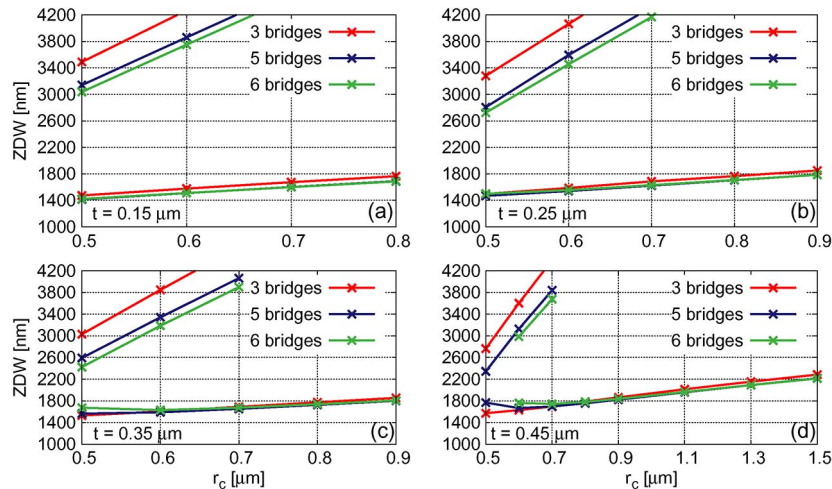 4200
3800
3400
3000
2600
2200
1800
1400
1000
ZDW [nm]
3 bridges
5 bridges
6 bridges
t = 0.15 μm
(a)
0.5 0.6 0.7 0.8
4200
3800
3400
3000
2600
2200
1800
1400
1000
3 bridges
5 bridges
6 bridges
t = 0.25 μm
(b)
0.5 0.6 0.7 0.8 0.9
4200
3800
3400
3000
2600
2200
1800
1400
1000
ZDW [nm]
3 bridges
5 bridges
6 bridges
t = 0.35 μm
(c)
0.5 0.6 0.7 0.8 0.9
r_c [μm]
4200
3800
3400
3000
2600
2200
1800
1400
1000
3 bridges
5 bridges
6 bridges
t = 0.45 μm
(d)
0.5 0.7 0.9 1.1 1.3 1.5
r_c [μm]